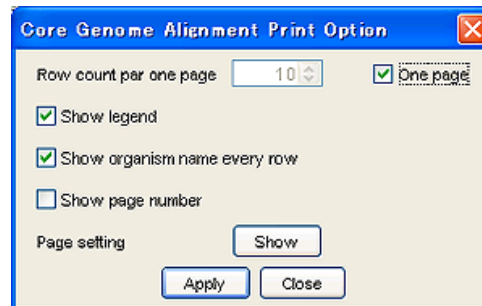 Core Genome Alignment Print Option
Row count par one page 10 One page
Show legend
Show organism name every row
Show page number
Page setting Show
Apply Close